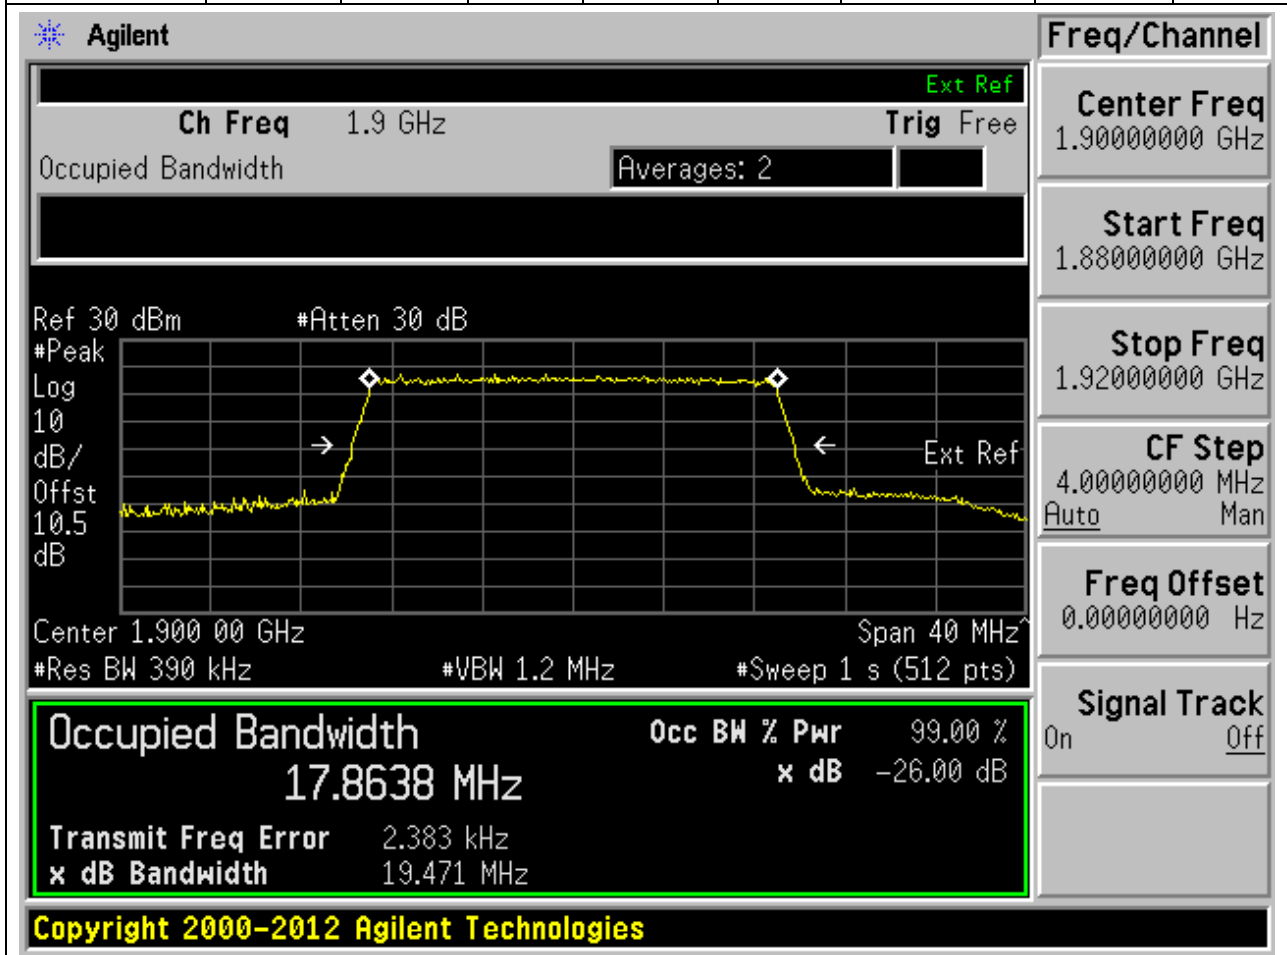 Agilent
Freq/Channel
Ext Ref
Ch Freq 1.9 GHz Trig Free
Occupied Bandwidth Averages: 2
Center Freq
1.90000000 GHz
Start Freq
1.88000000 GHz
Stop Freq
1.92000000 GHz
CF Step
4.00000000 MHz
Auto Man
Freq Offset
0.00000000 Hz
Signal Track
On Off
Ref 30 dBm #Atten 30 dB
#Peak
Log
10
dB/
Offst
10.5
dB
Ext Ref
Center 1.900 00 GHz Span 40 MHz^
#Res BW 390 kHz #VBW 1.2 MHz #Sweep 1 s (512 pts)
Occupied Bandwidth Occ BW % Pwr 99.00 %
17.8638 MHz x dB -26.00 dB
Transmit Freq Error 2.383 kHz
x dB Bandwidth 19.471 MHz
Copyright 2000-2012 Agilent Technologies